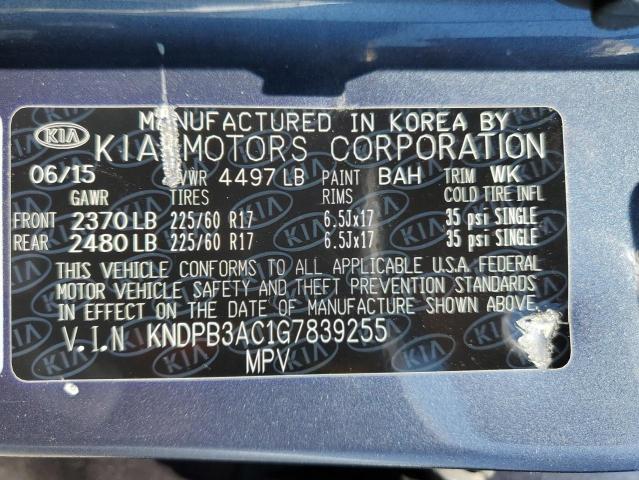 KIA MANUFACTURED IN KOREA BY
KIA MOTORS CORPORATION
06/15 GVWR 4497 LB PAINT BAH TRIM WK
GAWR TIRES RIMS COLD TIRE INFL
FRONT 2370 LB 225/60 R17 6.5Jx17 35 psi SINGLE
REAR 2480 LB 225/60 R17 6.5Jx17 35 psi SINGLE
THIS VEHICLE CONFORMS TO ALL APPLICABLE U.S.A. FEDERAL
MOTOR VEHICLE SAFETY AND THEFT PREVENTION STANDARDS
IN EFFECT ON THE DATE OF MANUFACTURE SHOWN ABOVE.
V.I.N KNDPB3AC1G7839255
MPV